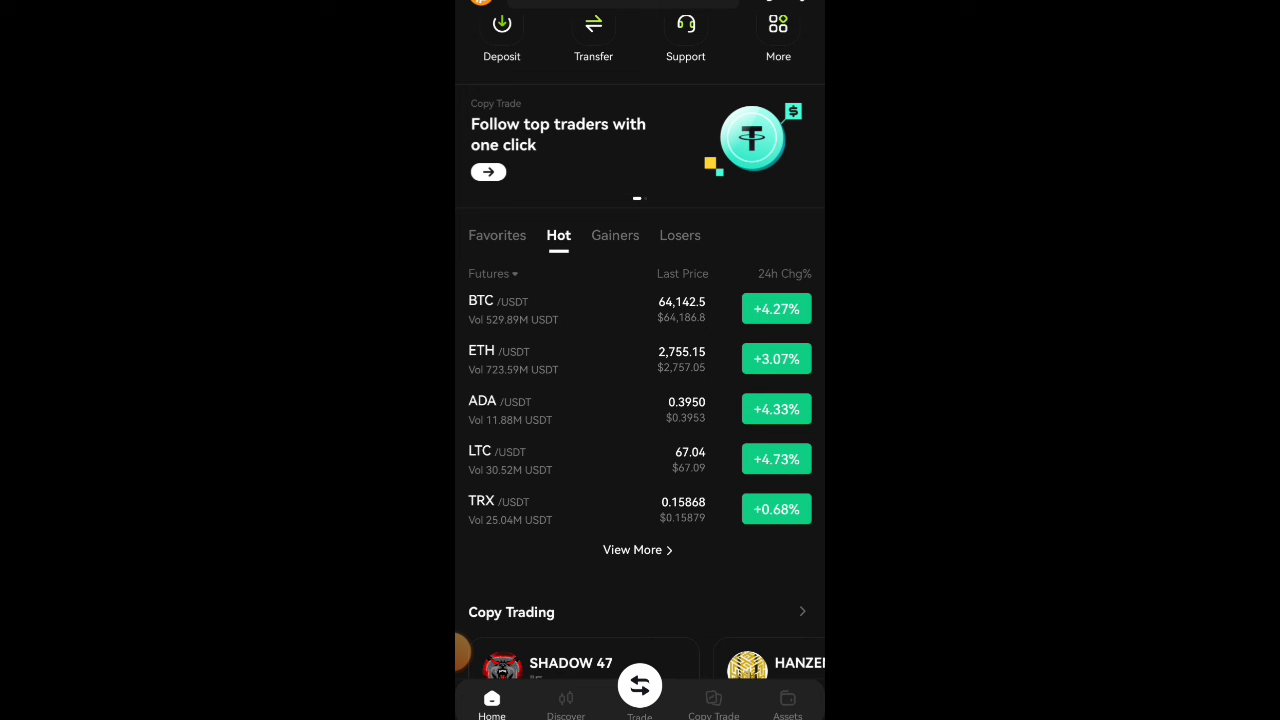 Deposit Transfer Support More
Copy Trade
Follow top traders with
one click
Favorites Hot Gainers Losers
Futures Last Price 24h Chg%
BTC /USDT 64,142.5 +4.27%
Vol 529.89M USDT $64,186.8
ETH /USDT 2,755.15 +3.07%
Vol 723.59M USDT $2,757.05
ADA /USDT 0.3950 +4.33%
Vol 11.88M USDT $0.3953
LTC /USDT 67.04 +4.73%
Vol 30.52M USDT $67.09
TRX /USDT 0.15868 +0.68%
Vol 25.04M USDT $0.15879
View More
Copy Trading
SHADOW 47 HANZE
Home Discover Trade Copy Trade Assets